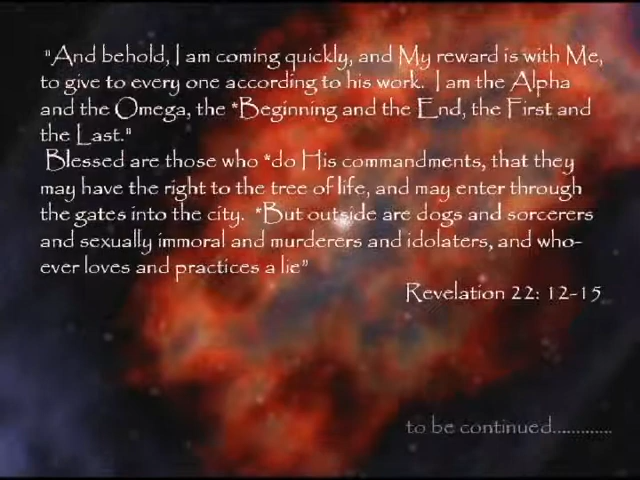 "And behold, I am coming quickly, and My reward is with Me,
to give to every one according to his work.  I am the Alpha
and the Omega, the *Beginning and the End, the First and
the Last."
Blessed are those who *do His commandments, that they
may have the right to the tree of life, and may enter through
the gates into the city.  *But outside are dogs and sorcerers
and sexually immoral and murderers and idolaters, and who-
ever loves and practices a lie"
Revelation 22: 12-15
to be continued............